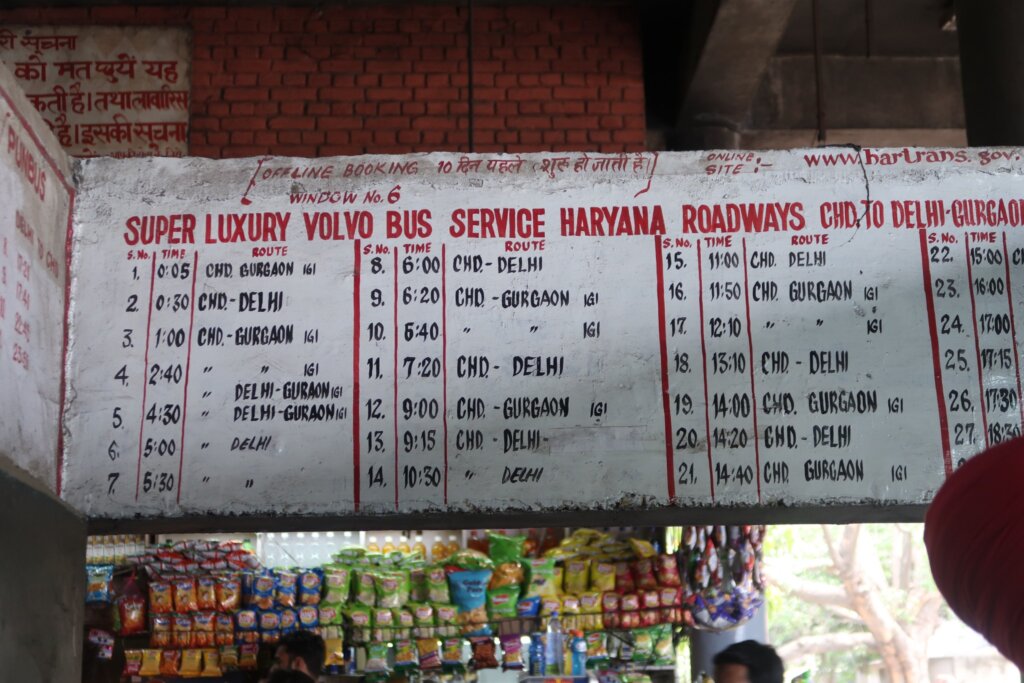 री सूचना
को मत छुयें यह
कती है। तथा लावारिस
है। इसकी सूचना
PUNBUS
DELHI TO CHD
OFFLINE BOOKING 10 दिन पहले शुरू हो जाती है
WINDOW No. 6
ONLINE SITE :- www.hartrans.gov.
SUPER LUXURY VOLVO BUS SERVICE HARYANA ROADWAYS CHD. TO DELHI-GURGAON
S.No. TIME ROUTE
1. 0:05 CHD. GURGAON IGI
2. 0:30 CHD.-DELHI
3. 1:00 CHD.-GURGAON IGI
4. 2:40 " " IGI
" DELHI-GURAON IGI
5. 4:30 " DELHI-GURAON IGI
6. 5:00 " DELHI
7. 5:30 " "
S.No. TIME ROUTE
8. 6:00 CHD.-DELHI
9. 6:20 CHD-GURGAON IGI
10. 6:40 " " IGI
11. 7:20 CHD.- DELHI
12. 9:00 CHD.-GURGAON IGI
13. 9:15 CHD.-DELHI-
14. 10:30 " DELHI
S.No. TIME ROUTE
15. 11:00 CHD. DELHI
16. 11:50 CHD. GURGAON IGI
17. 12:10 " " IGI
18. 13:10 CHD.-DELHI
19. 14:00 CHD. GURGAON IGI
20. 14:20 CHD.-DELHI
21. 14:40 CHD. GURGAON IGI
S.No. TIME
22. 15:00
23. 16:00
24. 17:00
25. 17:15
26. 17:30
27. 18:30